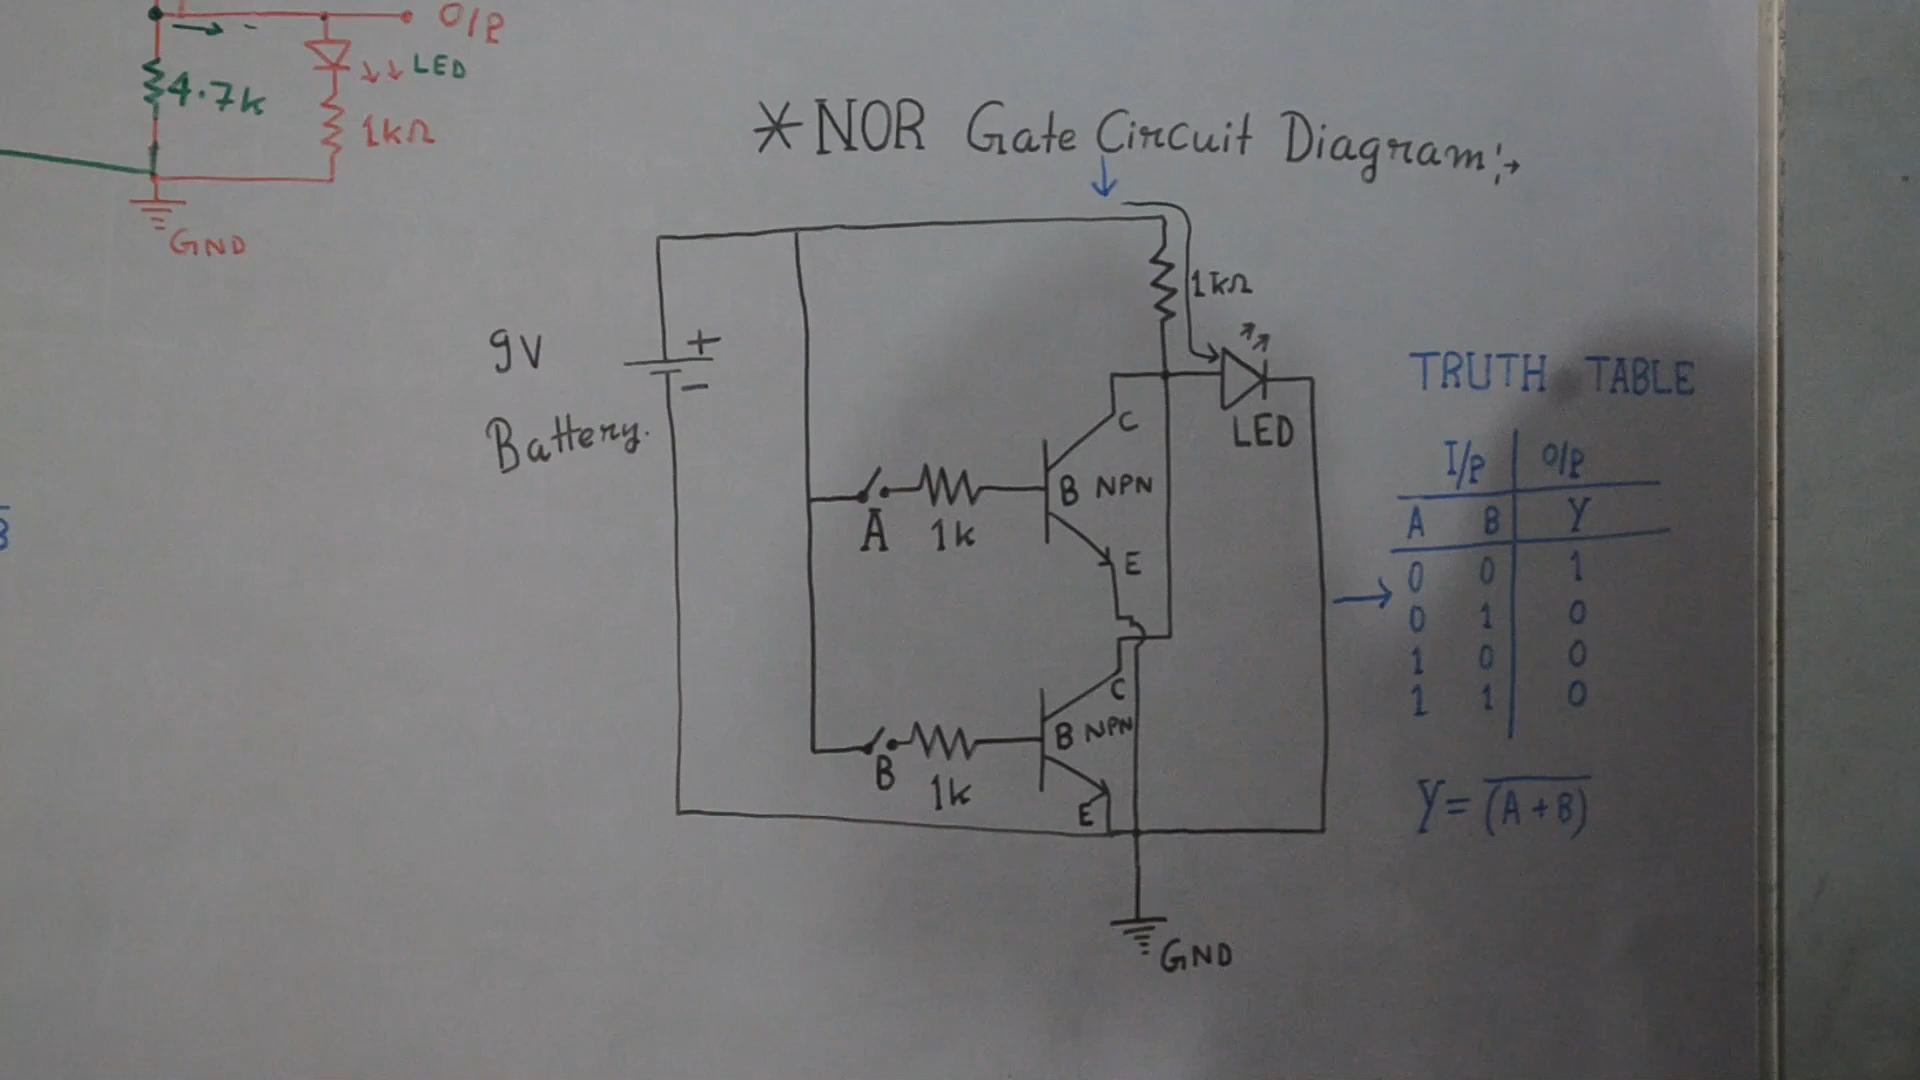 O/P
LED
4.7k
1kΩ
GND
*NOR Gate Circuit Diagram:→
1kΩ
9V
+
-
Battery.
LED
C
B NPN
A 1k
E
C
B NPN
B 1k
E
GND
TRUTH TABLE
I/P O/P
A B Y
0 0 1
0 1 0
1 0 0
1 1 0
Y = \overline{(A + B)}